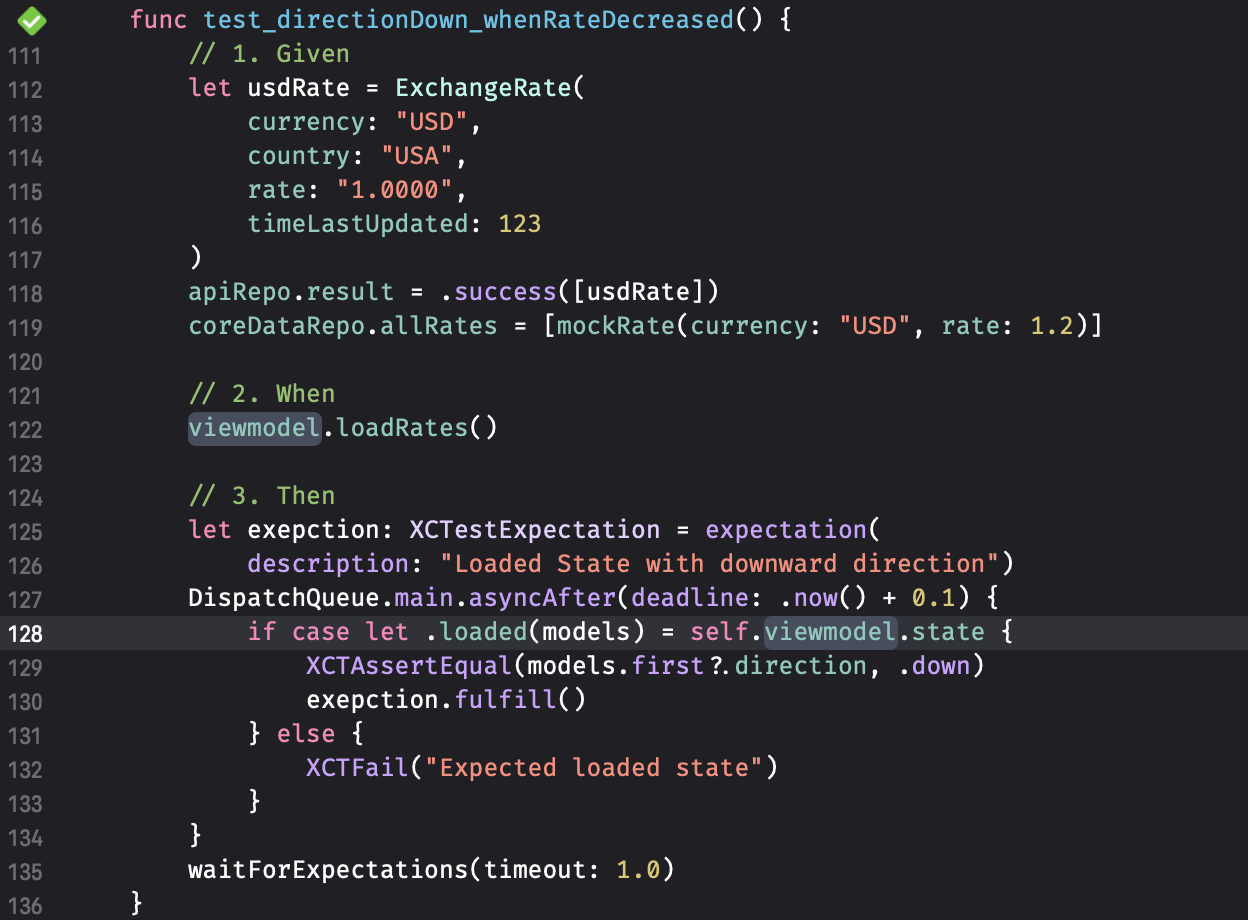 func test_directionDown_whenRateDecreased() {
111         // 1. Given
112         let usdRate = ExchangeRate(
113             currency: "USD",
114             country: "USA",
115             rate: "1.0000",
116             timeLastUpdated: 123
117         )
118         apiRepo.result = .success([usdRate])
119         coreDataRepo.allRates = [mockRate(currency: "USD", rate: 1.2)]
120
121         // 2. When
122         viewmodel.loadRates()
123
124         // 3. Then
125         let exepction: XCTestExpectation = expectation(
126             description: "Loaded State with downward direction")
127         DispatchQueue.main.asyncAfter(deadline: .now() + 0.1) {
128             if case let .loaded(models) = self.viewmodel.state {
129                 XCTAssertEqual(models.first?.direction, .down)
130                 exepction.fulfill()
131             } else {
132                 XCTFail("Expected loaded state")
133             }
134         }
135         waitForExpectations(timeout: 1.0)
136     }